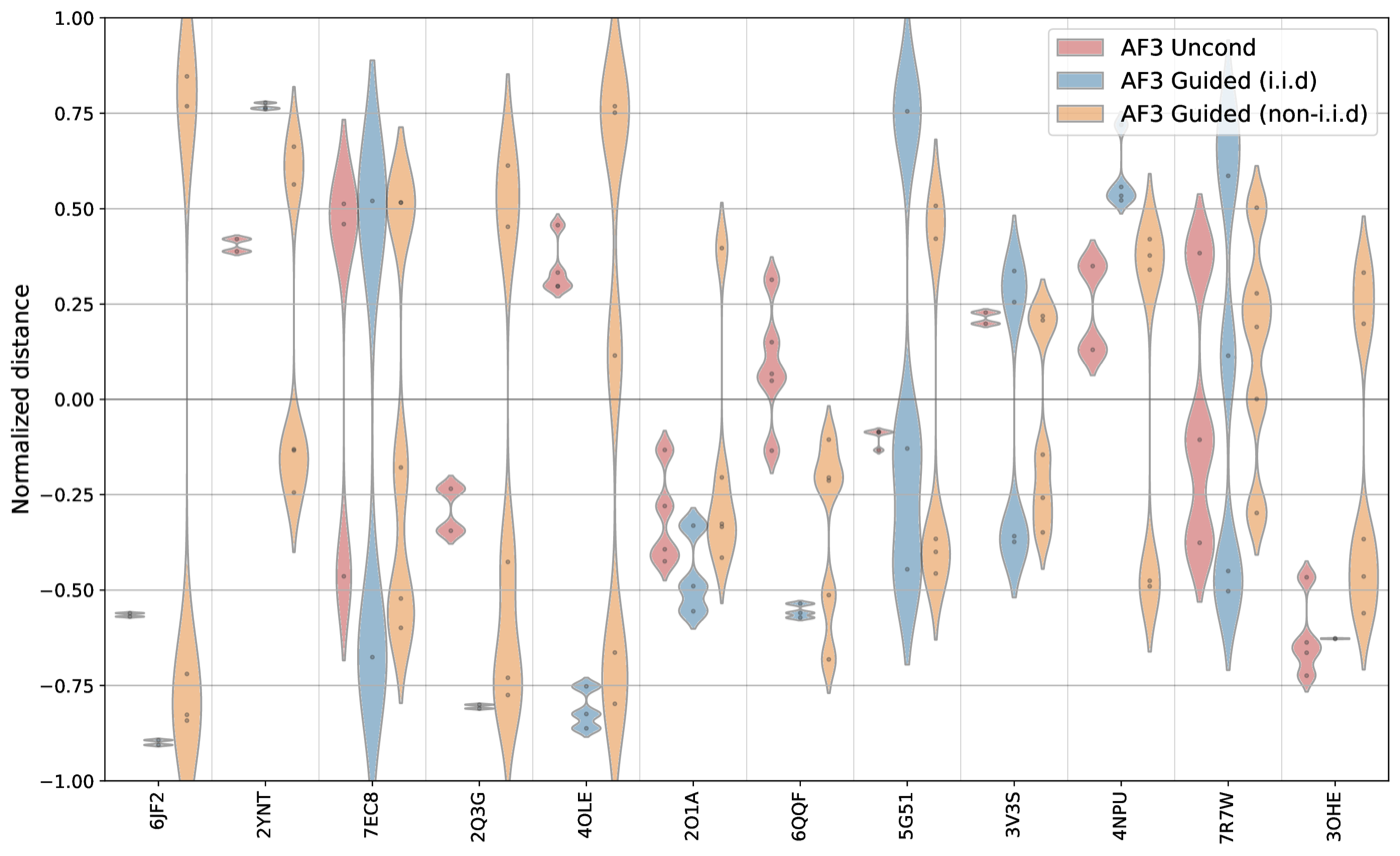 AF3 Uncond
AF3 Guided (i.i.d)
AF3 Guided (non-i.i.d)
Normalized distance
1.00
0.75
0.50
0.25
0.00
−0.25
−0.50
−0.75
−1.00
6JF2
2YNT
7EC8
2Q3G
4OLE
2O1A
6QQF
5G51
3V3S
4NPU
7R7W
3OHE